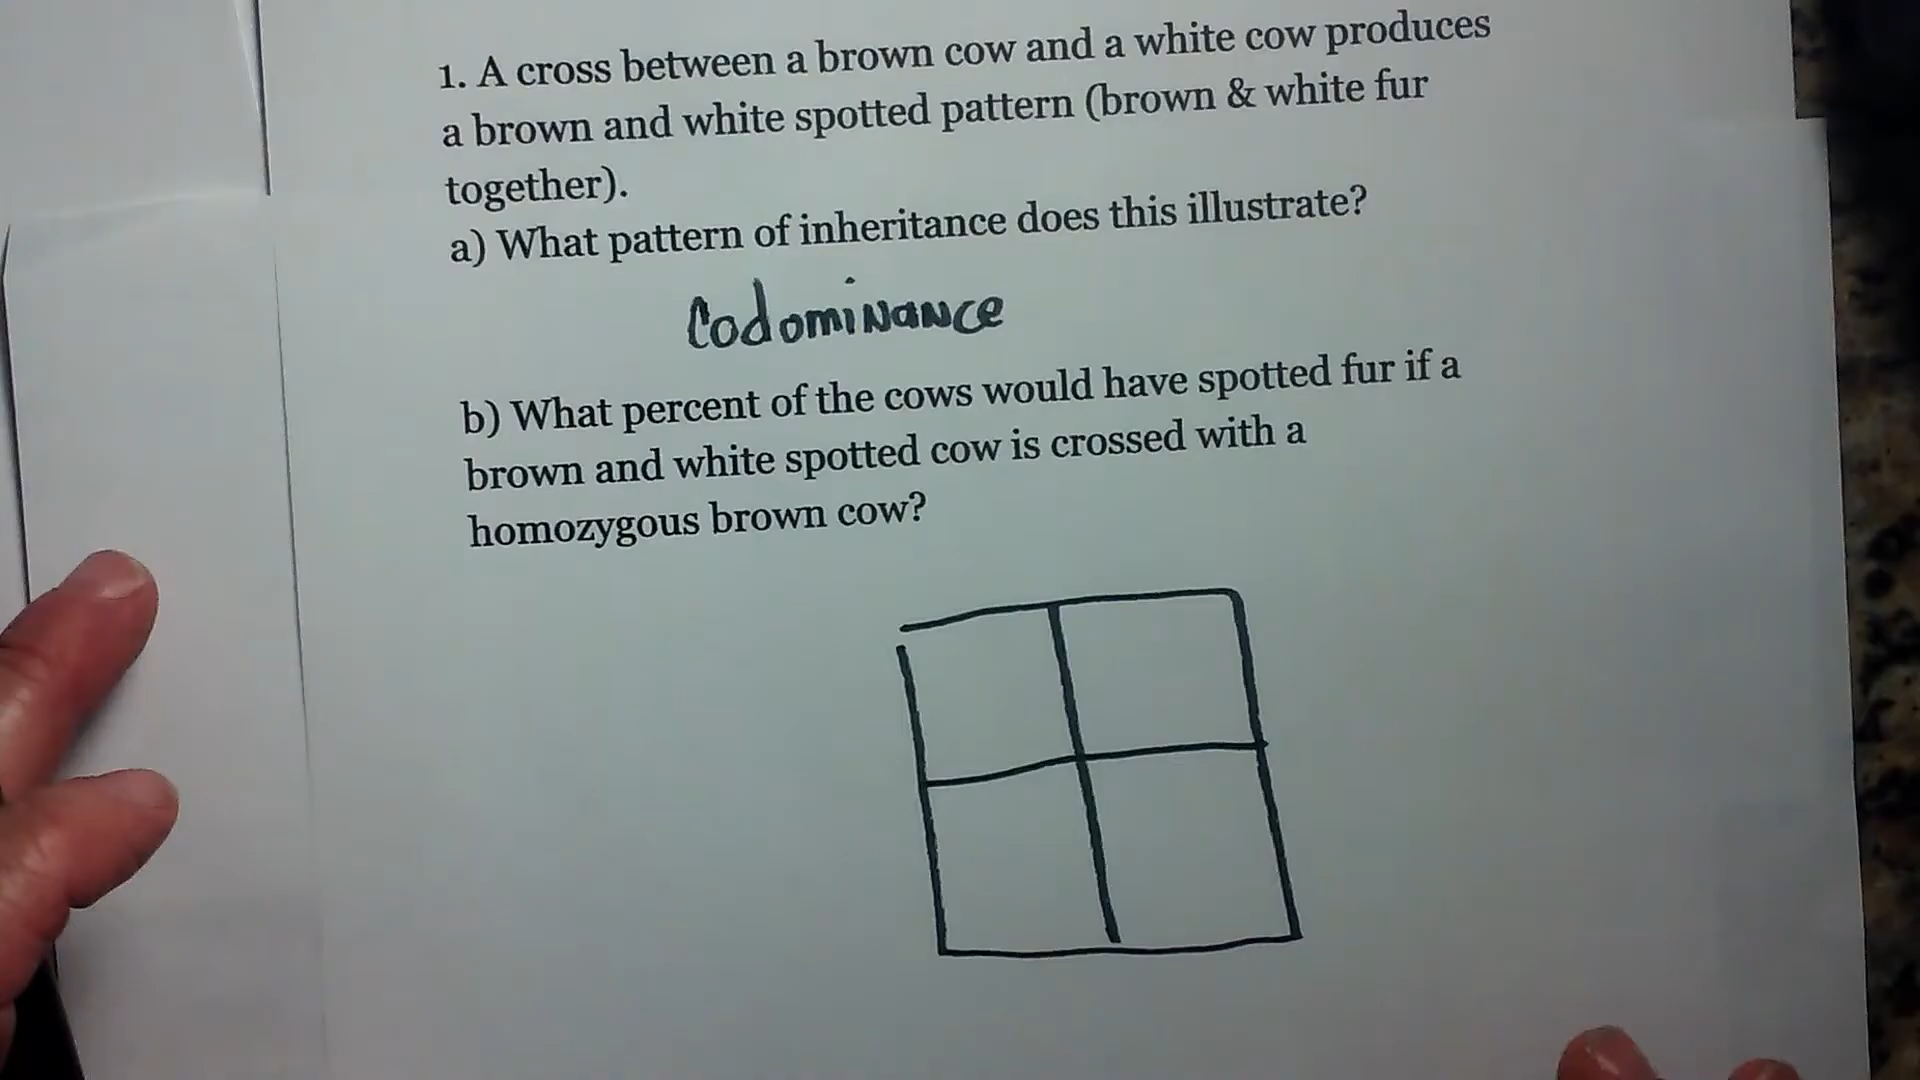 1. A cross between a brown cow and a white cow produces
a brown and white spotted pattern (brown & white fur
together).
a) What pattern of inheritance does this illustrate?
Codominance
b) What percent of the cows would have spotted fur if a
brown and white spotted cow is crossed with a
homozygous brown cow?